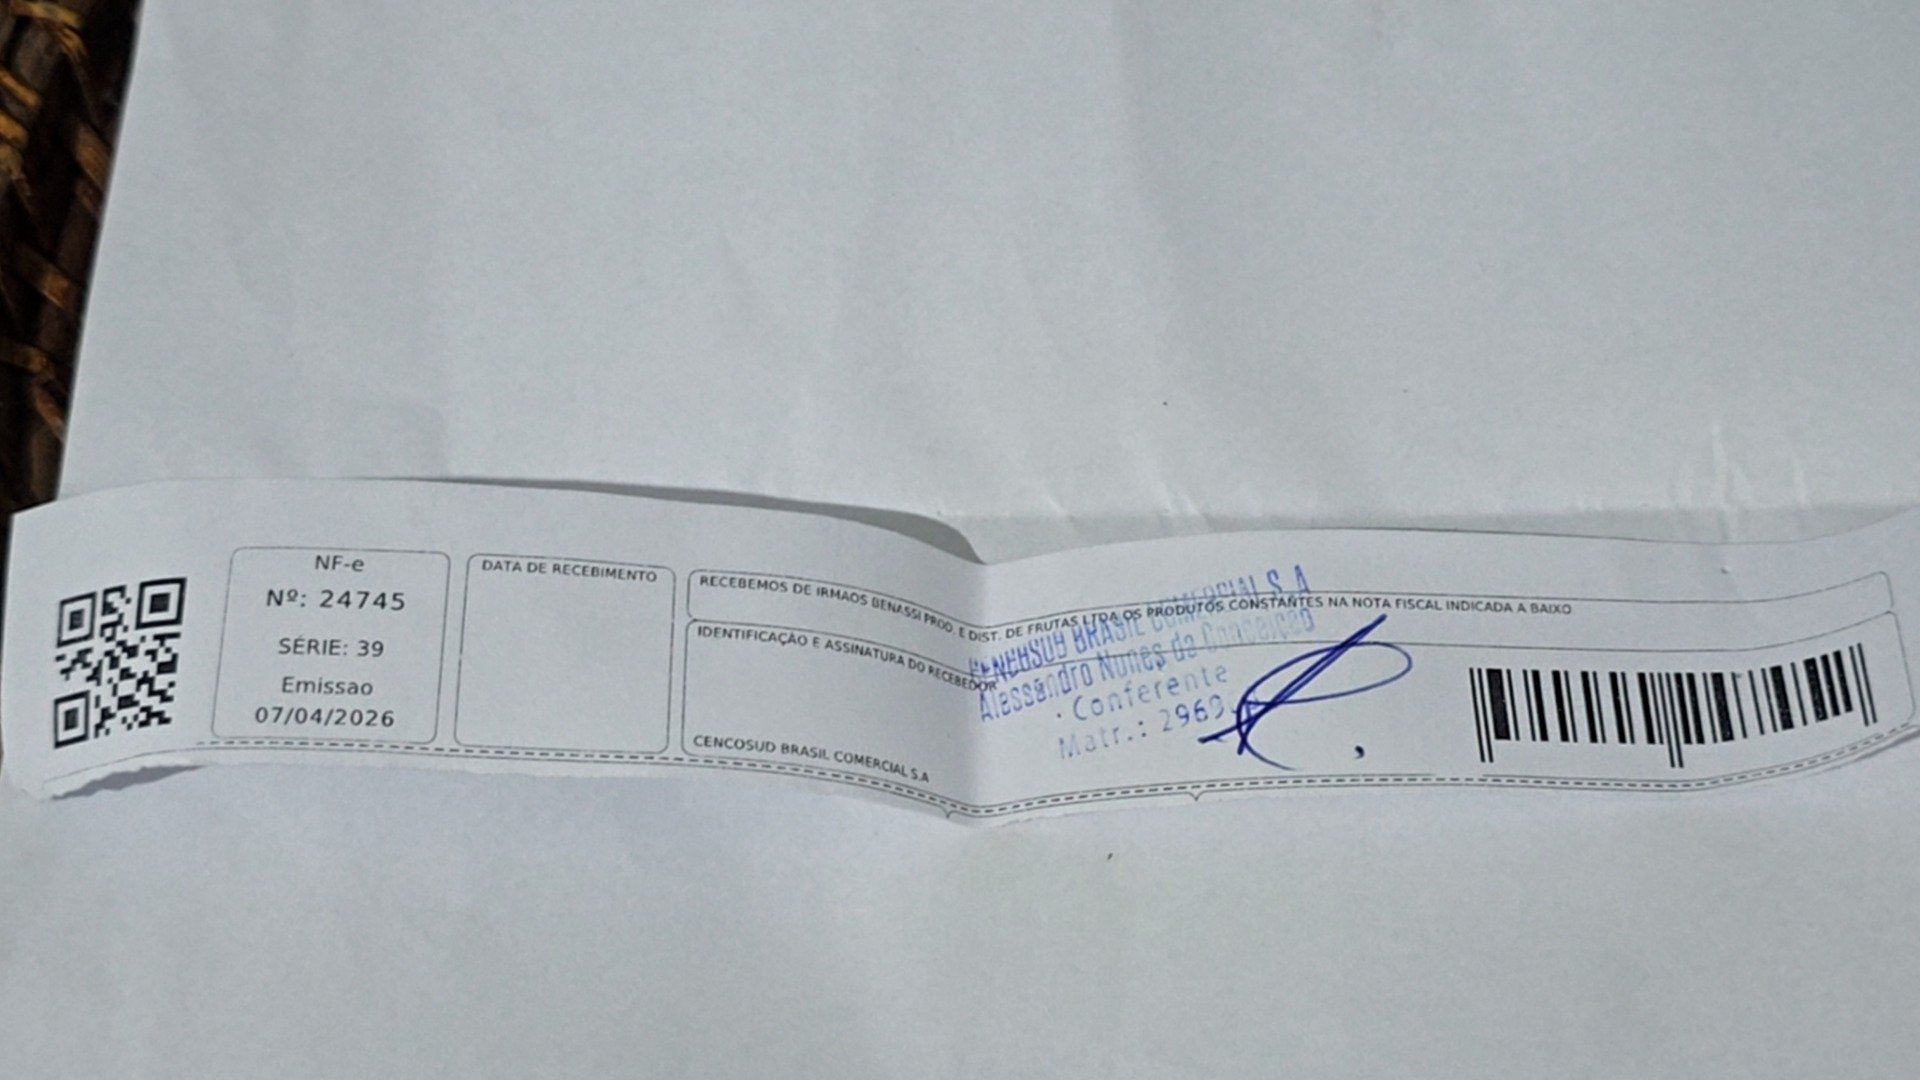 NF-e
Nº: 24745
SÉRIE: 39
Emissao
07/04/2026
DATA DE RECEBIMENTO
RECEBEMOS DE IRMAOS BENASSI PROD. E DIST. DE FRUTAS LTDA OS PRODUTOS CONSTANTES NA NOTA FISCAL INDICADA A BAIXO
IDENTIFICAÇÃO E ASSINATURA DO RECEBEDOR
CENCOSUD BRASIL COMERCIAL S.A
CENCOSUD BRASIL COMERCIAL S.A
Alessandro Nunes da Conceição
Conferente
Matr.: 2969